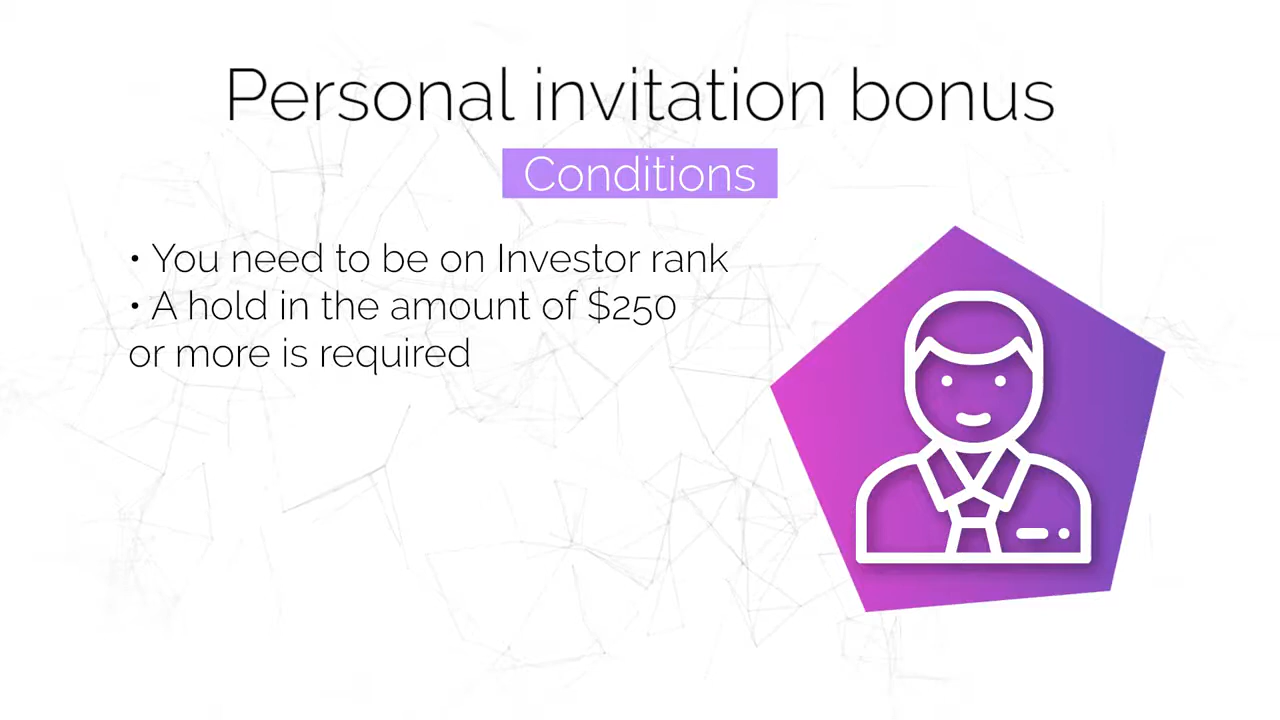 Personal invitation bonus
Conditions
• You need to be on Investor rank
• A hold in the amount of $250
or more is required